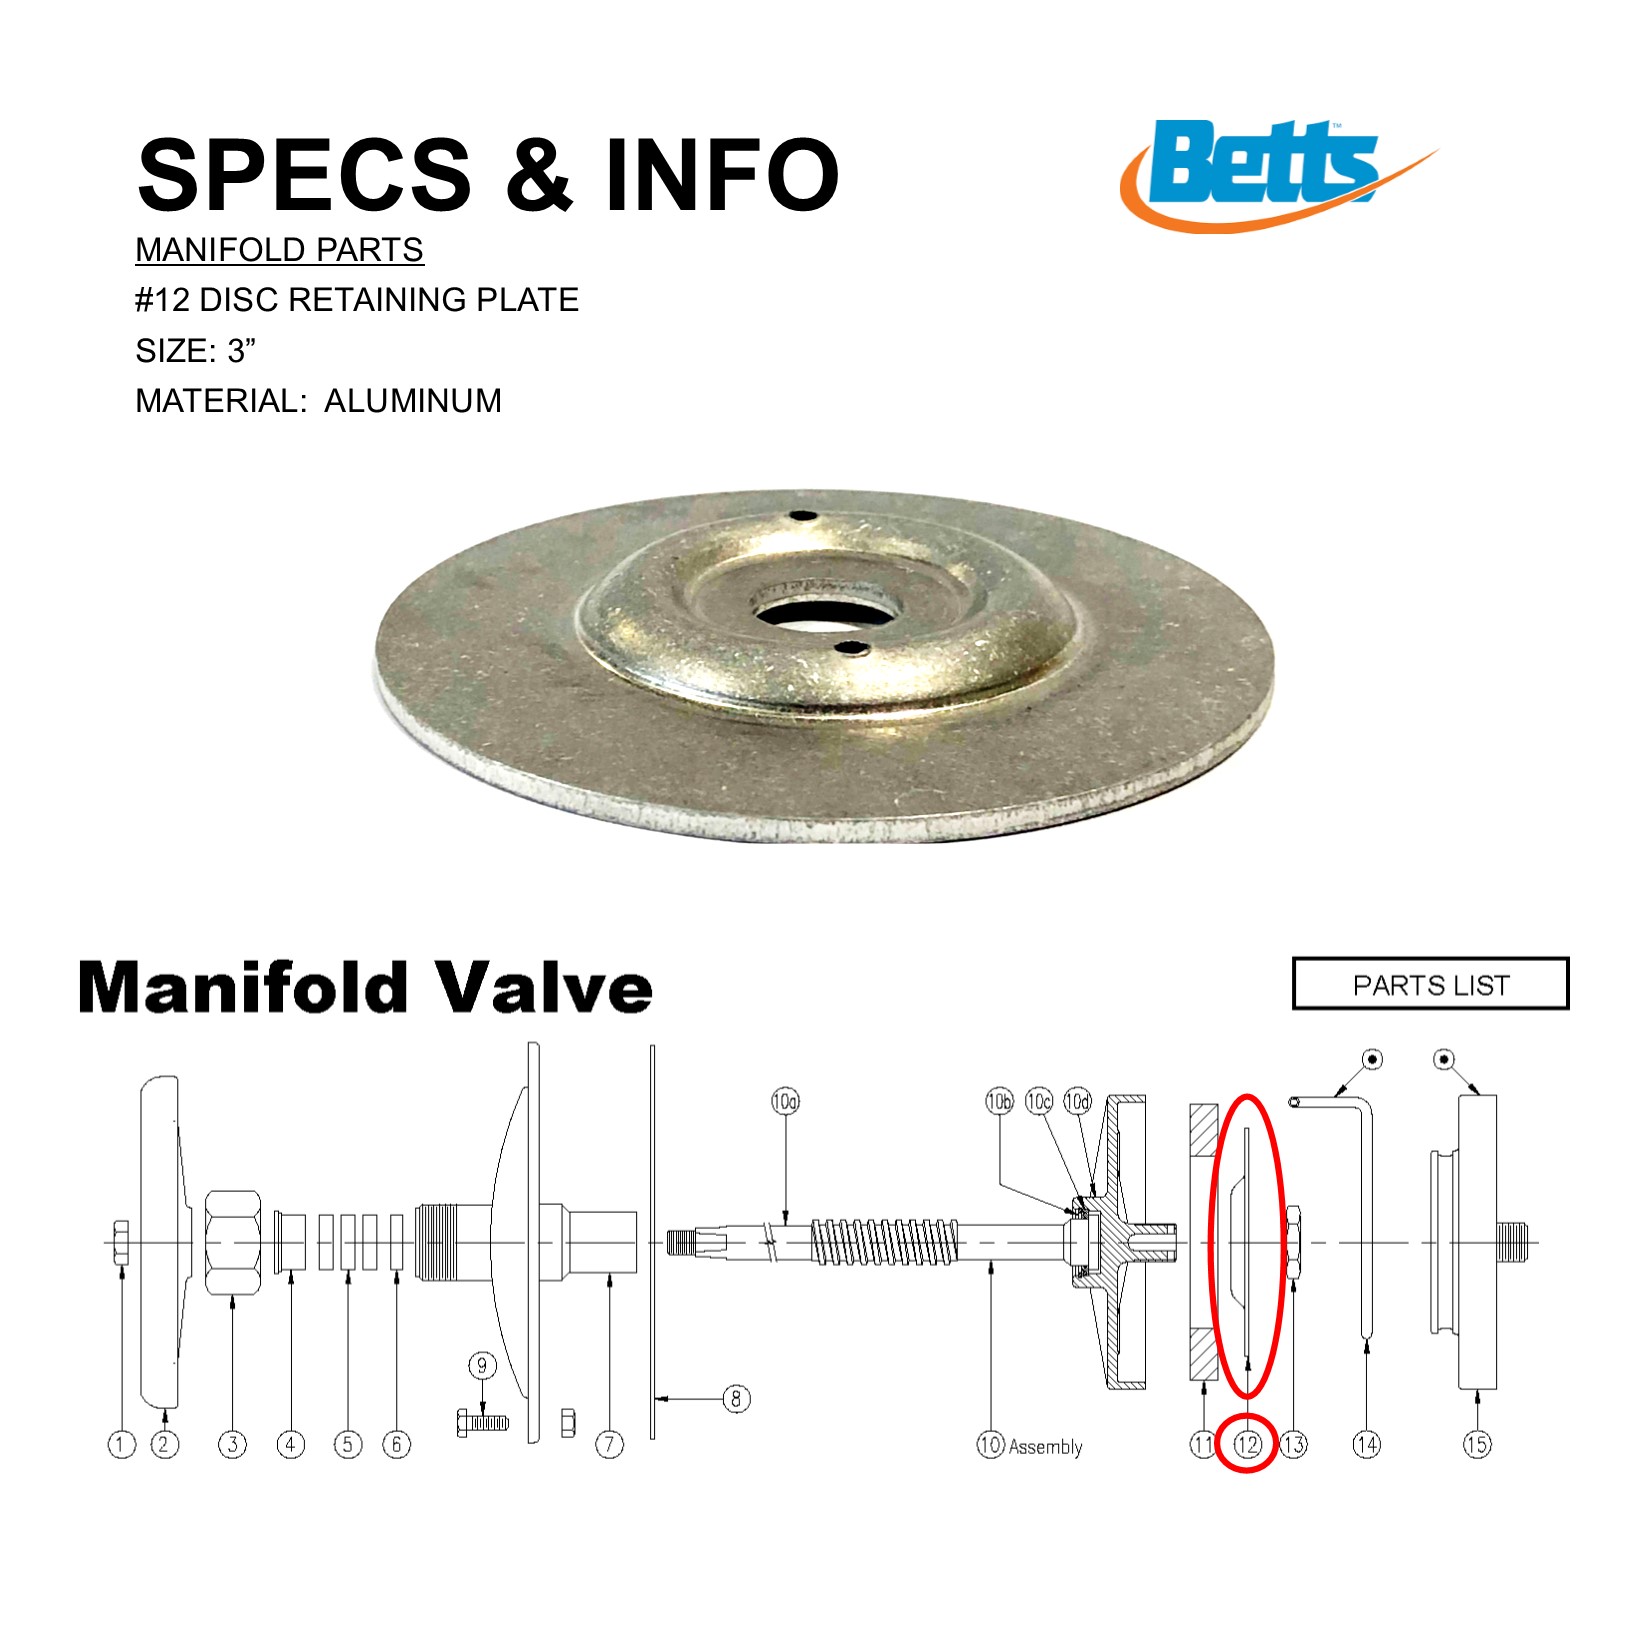 SPECS & INFO
Betts™
MANIFOLD PARTS
#12 DISC RETAINING PLATE
SIZE: 3”
MATERIAL:  ALUMINUM
Manifold Valve
PARTS LIST
10a
10b
10c
10d
9
8
1
2
3
4
5
6
7
10 Assembly
11
12
13
14
15